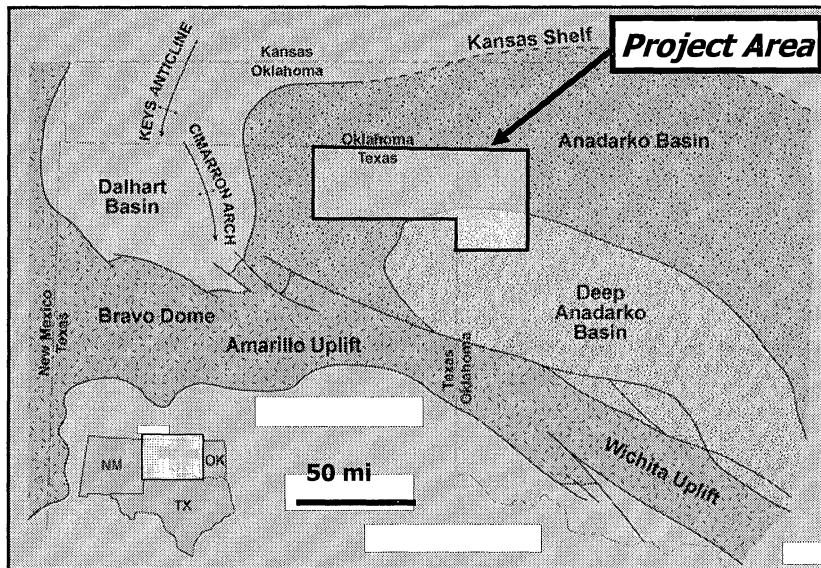 Kansas Shelf
Project Area
Kansas
Oklahoma
KEYS ANTICLINE
CIMARRON ARCH
Oklahoma
Texas
Anadarko Basin
Dalhart
Basin
Deep
Anadarko
Basin
New Mexico
Texas
Bravo Dome
Amarillo Uplift
Texas
Oklahoma
Wichita Uplift
NM
OK
TX
50 mi